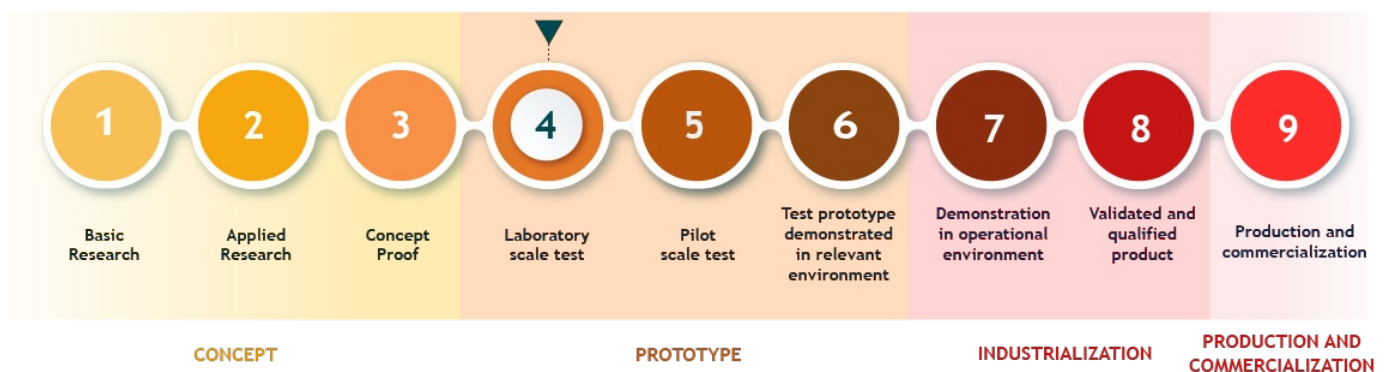 1
2
3
4
5
6
7
8
9
Basic
Research
Applied
Research
Concept
Proof
Laboratory
scale test
Pilot
scale test
Test prototype
demonstrated
in relevant
environment
Demonstration
in operational
environment
Validated and
qualified
product
Production and
commercialization
CONCEPT
PROTOTYPE
INDUSTRIALIZATION
PRODUCTION AND
COMMERCIALIZATION